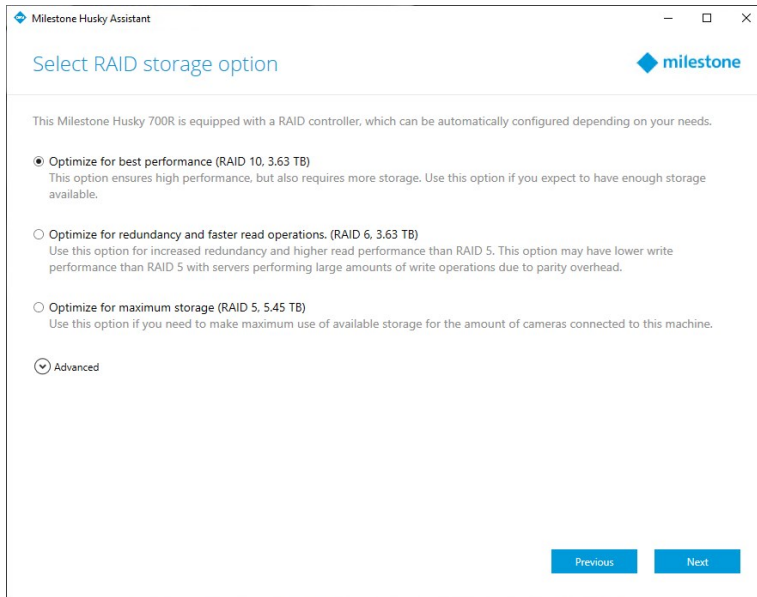 Milestone Husky Assistant
Select RAID storage option
milestone
This Milestone Husky 700R is equipped with a RAID controller, which can be automatically configured depending on your needs.
Optimize for best performance (RAID 10, 3.63 TB)
This option ensures high performance, but also requires more storage. Use this option if you expect to have enough storage
available.
Optimize for redundancy and faster read operations. (RAID 6, 3.63 TB)
Use this option for increased redundancy and higher read performance than RAID 5. This option may have lower write
performance than RAID 5 with servers performing large amounts of write operations due to parity overhead.
Optimize for maximum storage (RAID 5, 5.45 TB)
Use this option if you need to make maximum use of available storage for the amount of cameras connected to this machine.
Advanced
Previous
Next